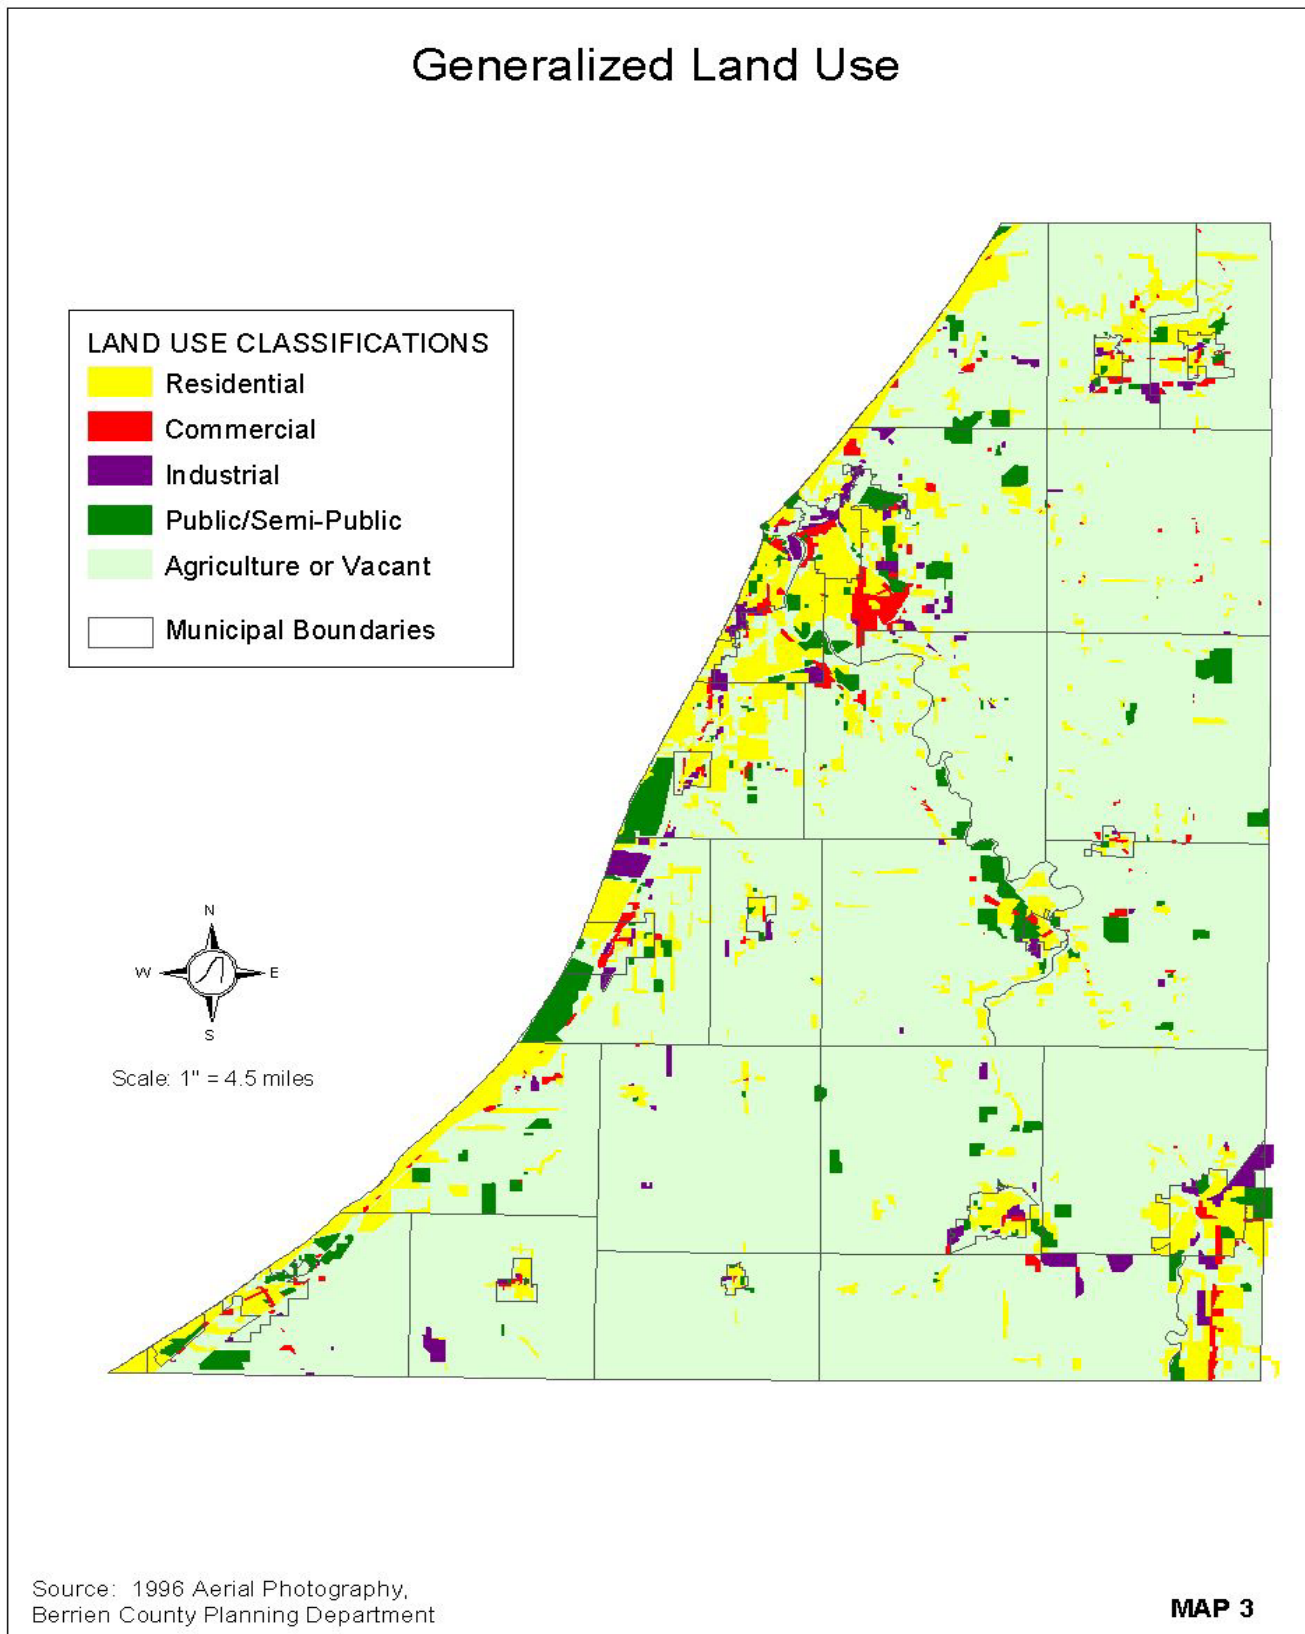 Generalized Land Use
LAND USE CLASSIFICATIONS
Residential
Commercial
Industrial
Public/Semi-Public
Agriculture or Vacant
Municipal Boundaries
N
W E
S
Scale: 1" = 4.5 miles
Source: 1996 Aerial Photography,
Berrien County Planning Department
MAP 3